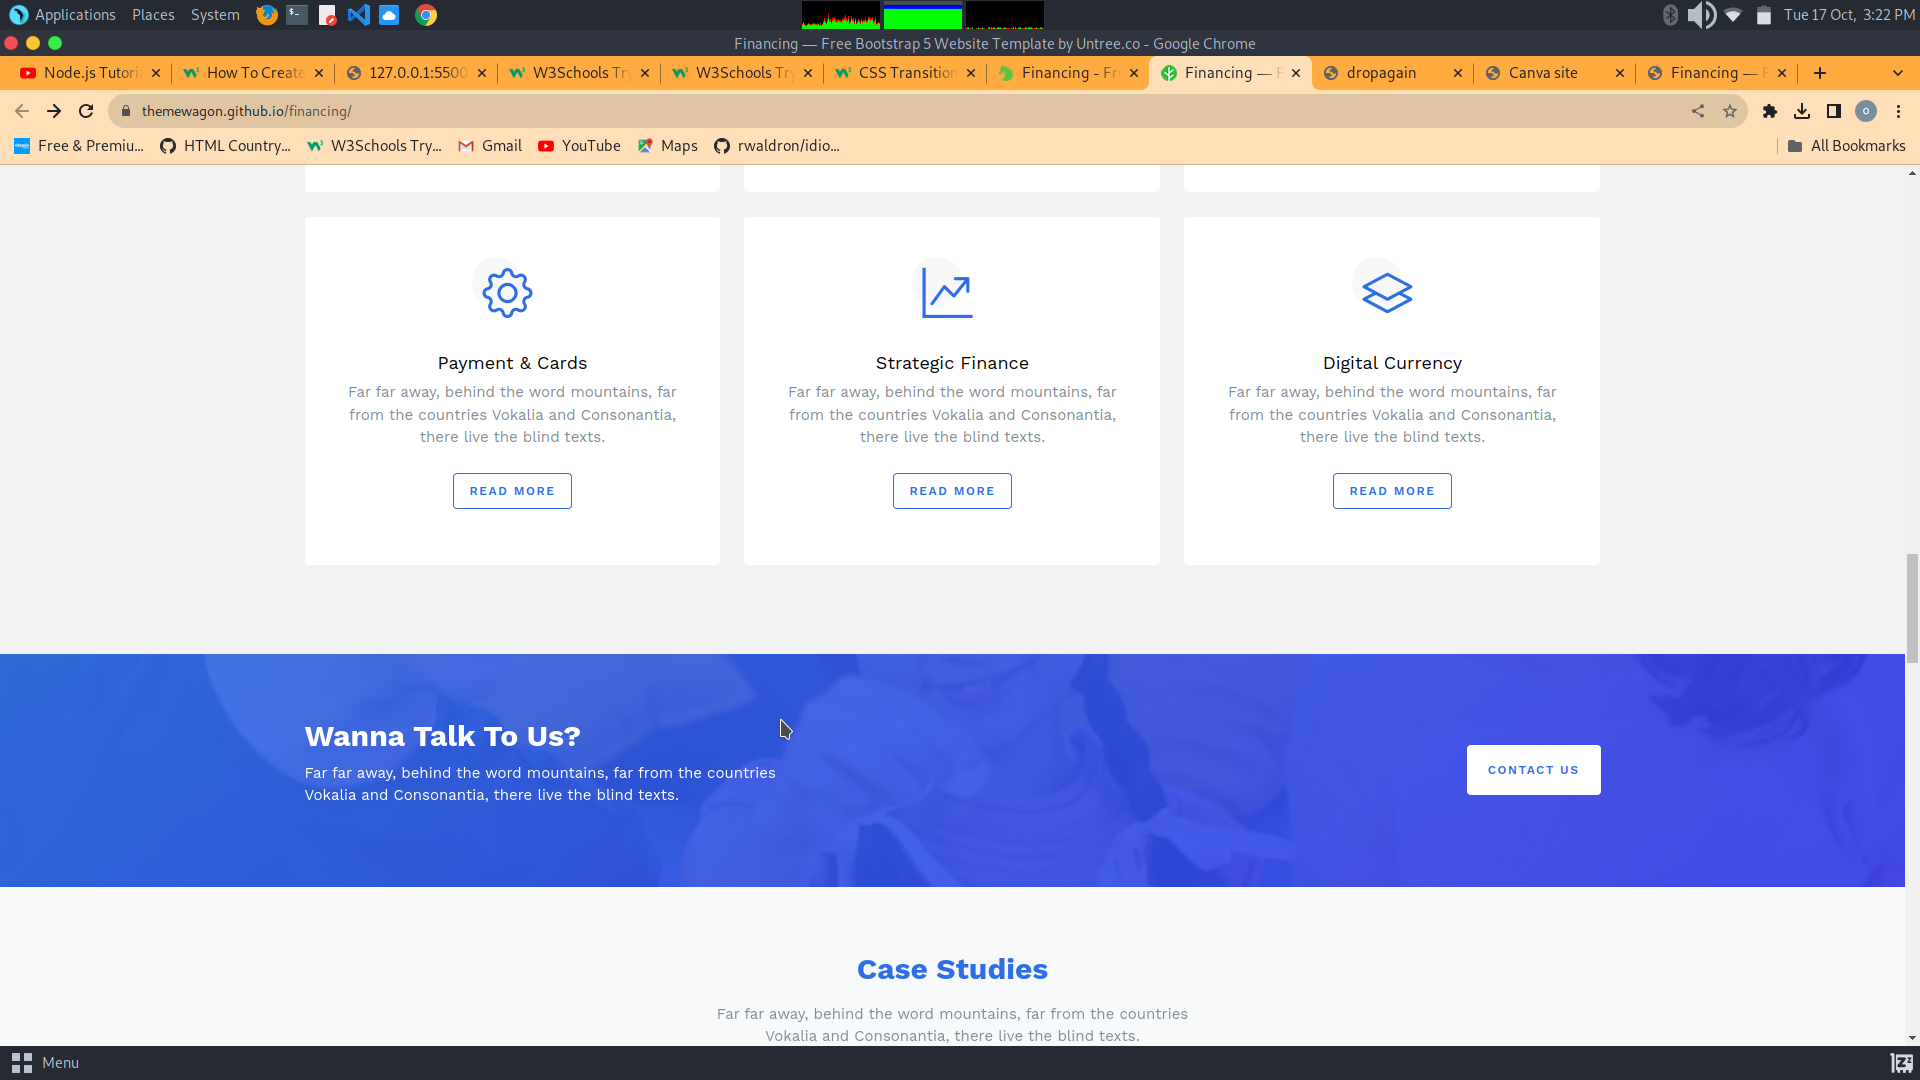 Applications Places System Tue 17 Oct, 3:22 PM
Financing — Free Bootstrap 5 Website Template by Untree.co - Google Chrome
Node.js Tutori How To Create 127.0.0.1:5500 W3Schools Try W3Schools Try CSS Transition Financing - Fr Financing — F dropagain Canva site Financing — F
themewagon.github.io/financing/
Free & Premiu... HTML Country... W3Schools Try... Gmail YouTube Maps rwaldron/idio... All Bookmarks
Payment & Cards
Far far away, behind the word mountains, far
from the countries Vokalia and Consonantia,
there live the blind texts.
READ MORE
Strategic Finance
Far far away, behind the word mountains, far
from the countries Vokalia and Consonantia,
there live the blind texts.
READ MORE
Digital Currency
Far far away, behind the word mountains, far
from the countries Vokalia and Consonantia,
there live the blind texts.
READ MORE
Wanna Talk To Us?
Far far away, behind the word mountains, far from the countries
Vokalia and Consonantia, there live the blind texts.
CONTACT US
Case Studies
Far far away, behind the word mountains, far from the countries
Vokalia and Consonantia, there live the blind texts.
Menu